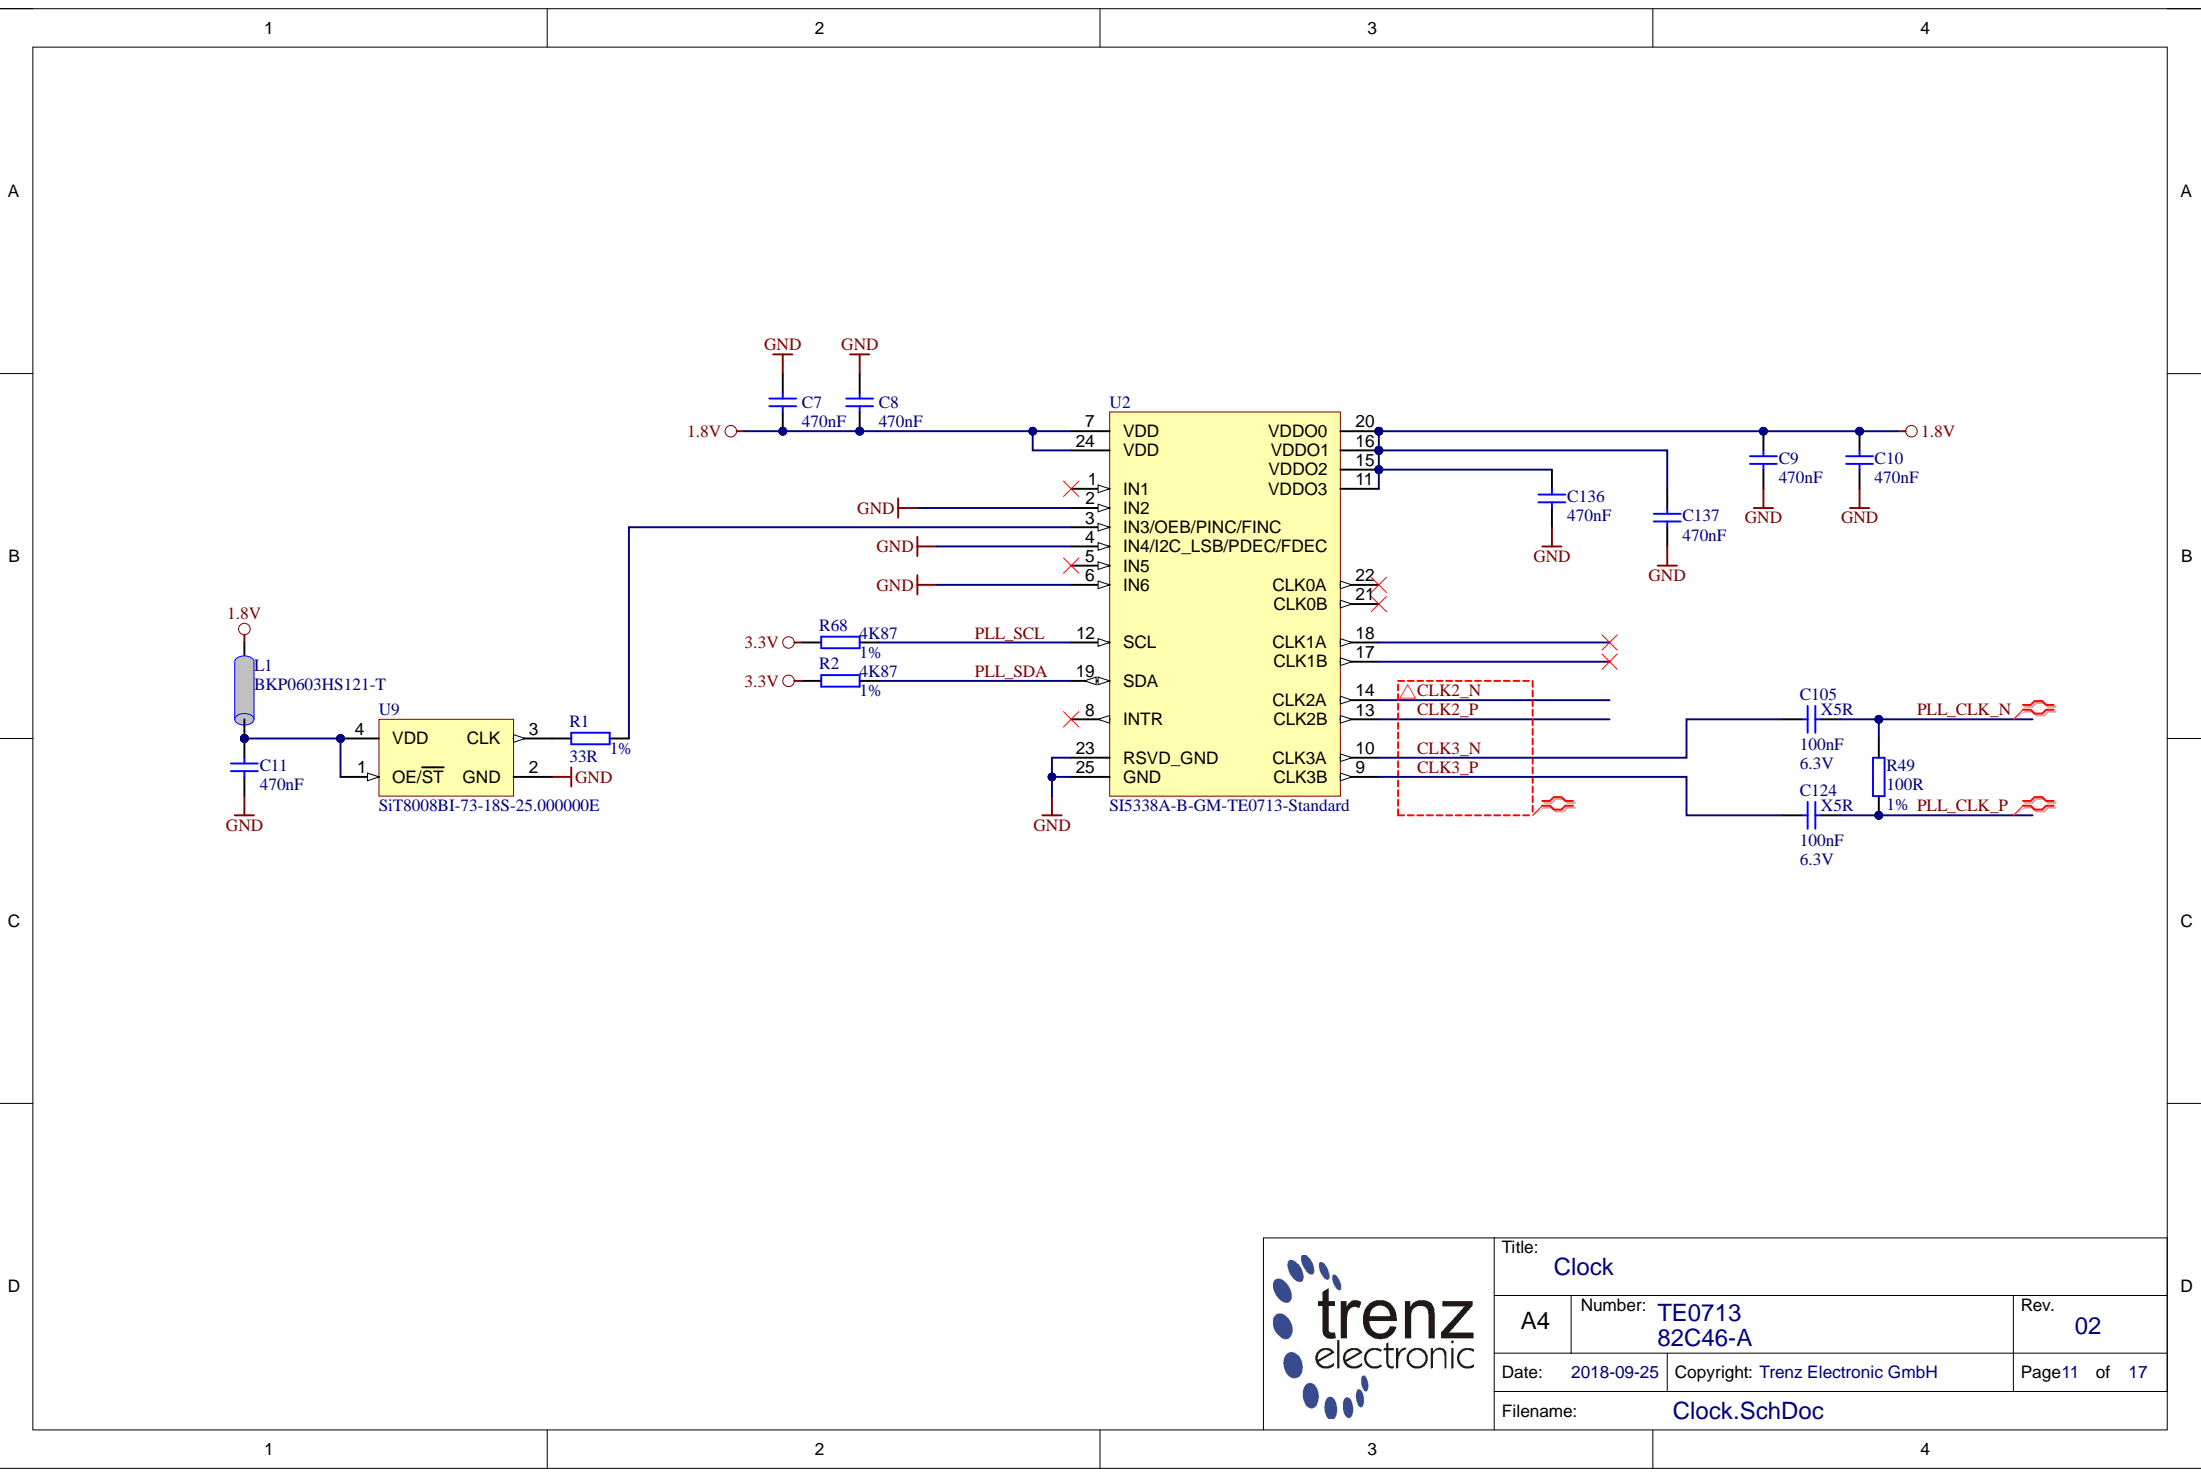 1 2 3 4
A A
GND GND
C7
470nF
C8
470nF
1.8V
U2
7 VDD
24 VDD
1 IN1
GND 2 IN2
3 IN3/OEB/PINC/FINC
GND 4 IN4/I2C_LSB/PDEC/FDEC
5 IN5
GND 6 IN6
3.3V R68 4K87 1% PLL_SCL 12 SCL
3.3V R2 4K87 1% PLL_SDA 19 SDA
8 INTR
23 RSVD_GND
25 GND
GND
VDDO0 20
VDDO1 16
VDDO2 15
VDDO3 11
CLK0A 22
CLK0B 21
CLK1A 18
CLK1B 17
CLK2A 14 CLK2_N
CLK2B 13 CLK2_P
CLK3A 10 CLK3_N
CLK3B 9 CLK3_P
SI5338A-B-GM-TE0713-Standard
1.8V
C9
470nF
GND
C10
470nF
GND
C136
470nF
GND
C137
470nF
GND
B B
1.8V
L1
BKP0603HS121-T
C11
470nF
GND
U9
4 VDD CLK 3
1 OE/ST GND 2
SiT8008BI-73-18S-25.000000E
R1
33R
1%
GND
C105
X5R
100nF
6.3V
PLL_CLK_N
R49
100R
1%
C124
X5R
100nF
6.3V
PLL_CLK_P
C C
D D
trenz
electronic
Title:
Clock
A4
Number: TE0713
82C46-A
Rev.
02
Date: 2018-09-25 Copyright: Trenz Electronic GmbH Page11 of 17
Filename: Clock.SchDoc
1 2 3 4